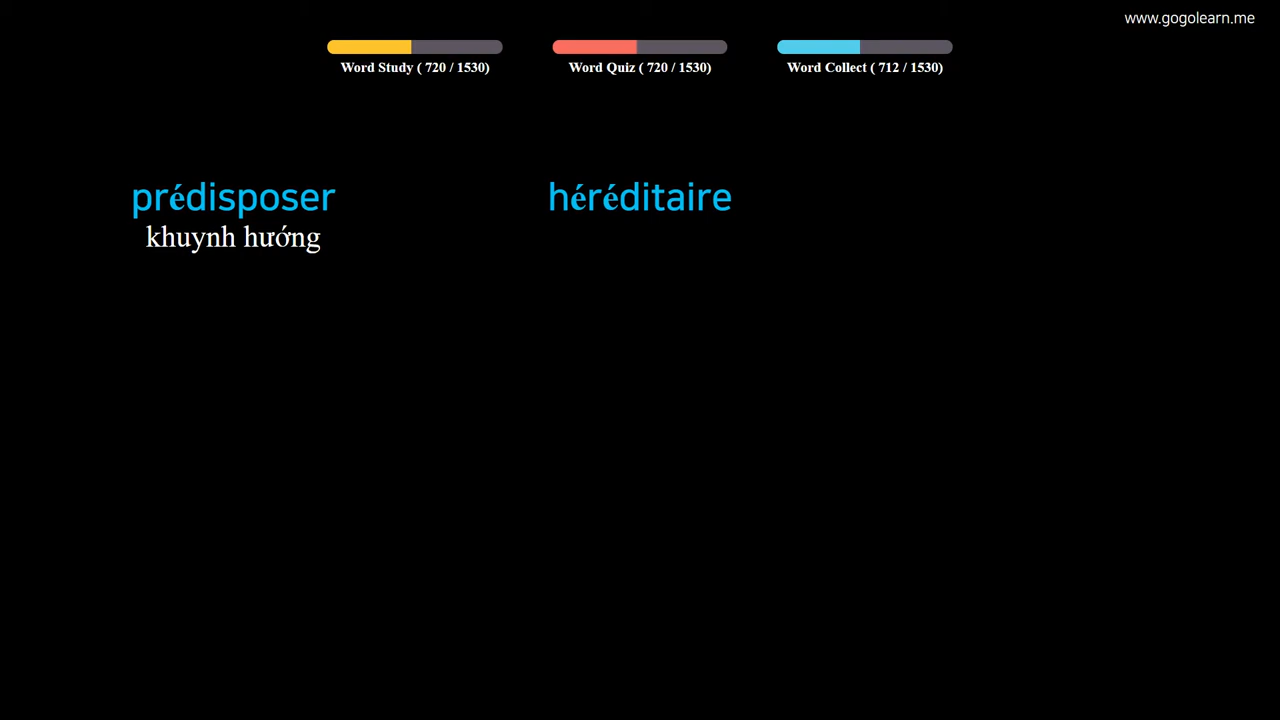 www.gogolearn.me
Word Study ( 720 / 1530)
Word Quiz ( 720 / 1530)
Word Collect ( 712 / 1530)
prédisposer
khuynh hướng
héréditaire